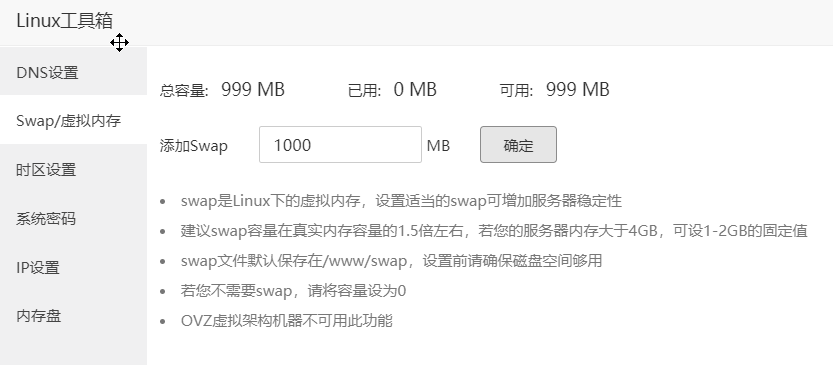 Linux工具箱
DNS设置
Swap/虚拟内存
时区设置
系统密码
IP设置
内存盘
总容量: 999 MB 已用: 0 MB 可用: 999 MB
添加Swap 1000 MB 确定
• swap是Linux下的虚拟内存，设置适当的swap可增加服务器稳定性
• 建议swap容量在真实内存容量的1.5倍左右，若您的服务器内存大于4GB，可设1-2GB的固定值
• swap文件默认保存在/www/swap，设置前请确保磁盘空间够用
• 若您不需要swap，请将容量设为0
• OVZ虚拟架构机器不可用此功能